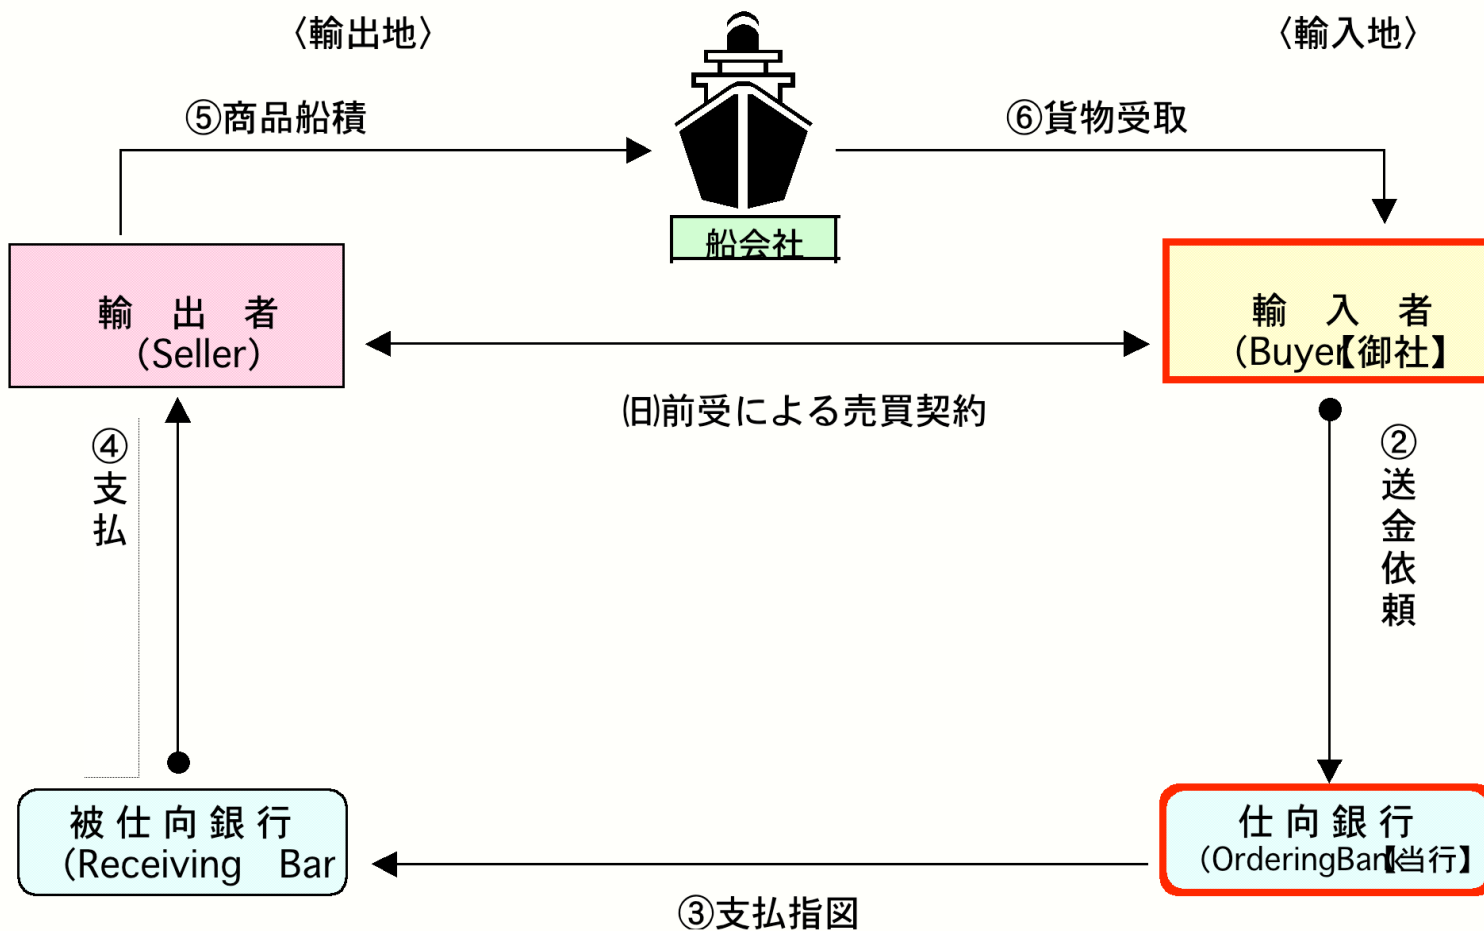 〈輸出地〉
〈輸入地〉
⑤商品船積
⑥貨物受取
船会社
輸 出 者
(Seller)
輸 入 者
(Buyer【御社】
㈰前受による売買契約
④支払
②送金依頼
被仕向銀行
(Receiving Bar
仕向銀行
(OrderingBank【当行】
③支払指図